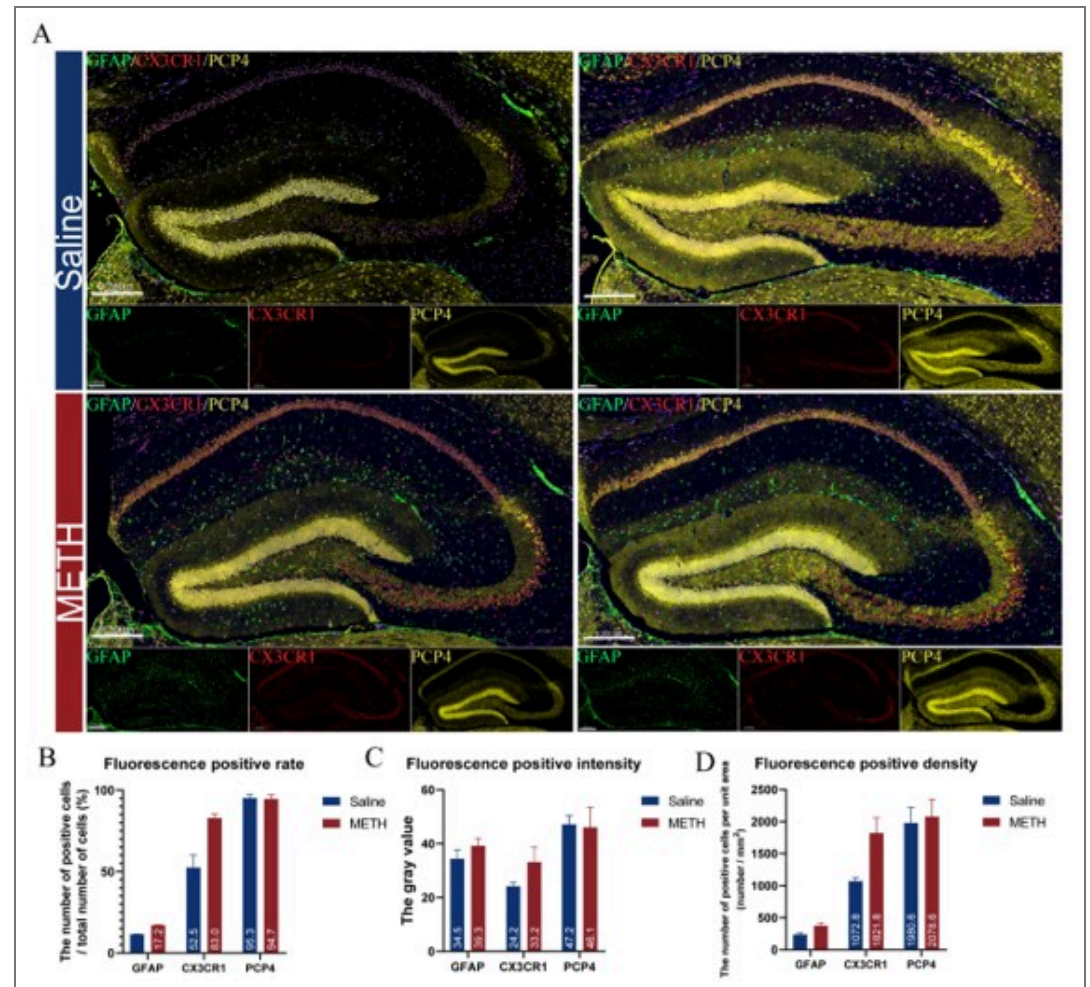 A
GFAP/CX3CR1/PCP4
GFAP/CX3CR1/PCP4
Saline
GFAP
CX3CR1
PCP4
GFAP
CX3CR1
PCP4
GFAP/CX3CR1/PCP4
GFAP/CX3CR1/PCP4
METH
GFAP
CX3CR1
PCP4
GFAP
CX3CR1
PCP4
B
Fluorescence positive rate
The number of positive cells
/ total number of cells (%)
100
50
0
17.2
52.5
83.0
95.3
94.7
GFAP
CX3CR1
PCP4
Saline
METH
C
Fluorescence positive intensity
The gray value
60
40
20
0
34.5
39.3
24.2
33.2
47.2
46.1
GFAP
CX3CR1
PCP4
Saline
METH
D
Fluorescence positive density
The number of positive cells per unit area
(number / mm²)
2500
2000
1500
1000
500
0
1072.8
1821.8
1980.6
2078.6
GFAP
CX3CR1
PCP4
Saline
METH